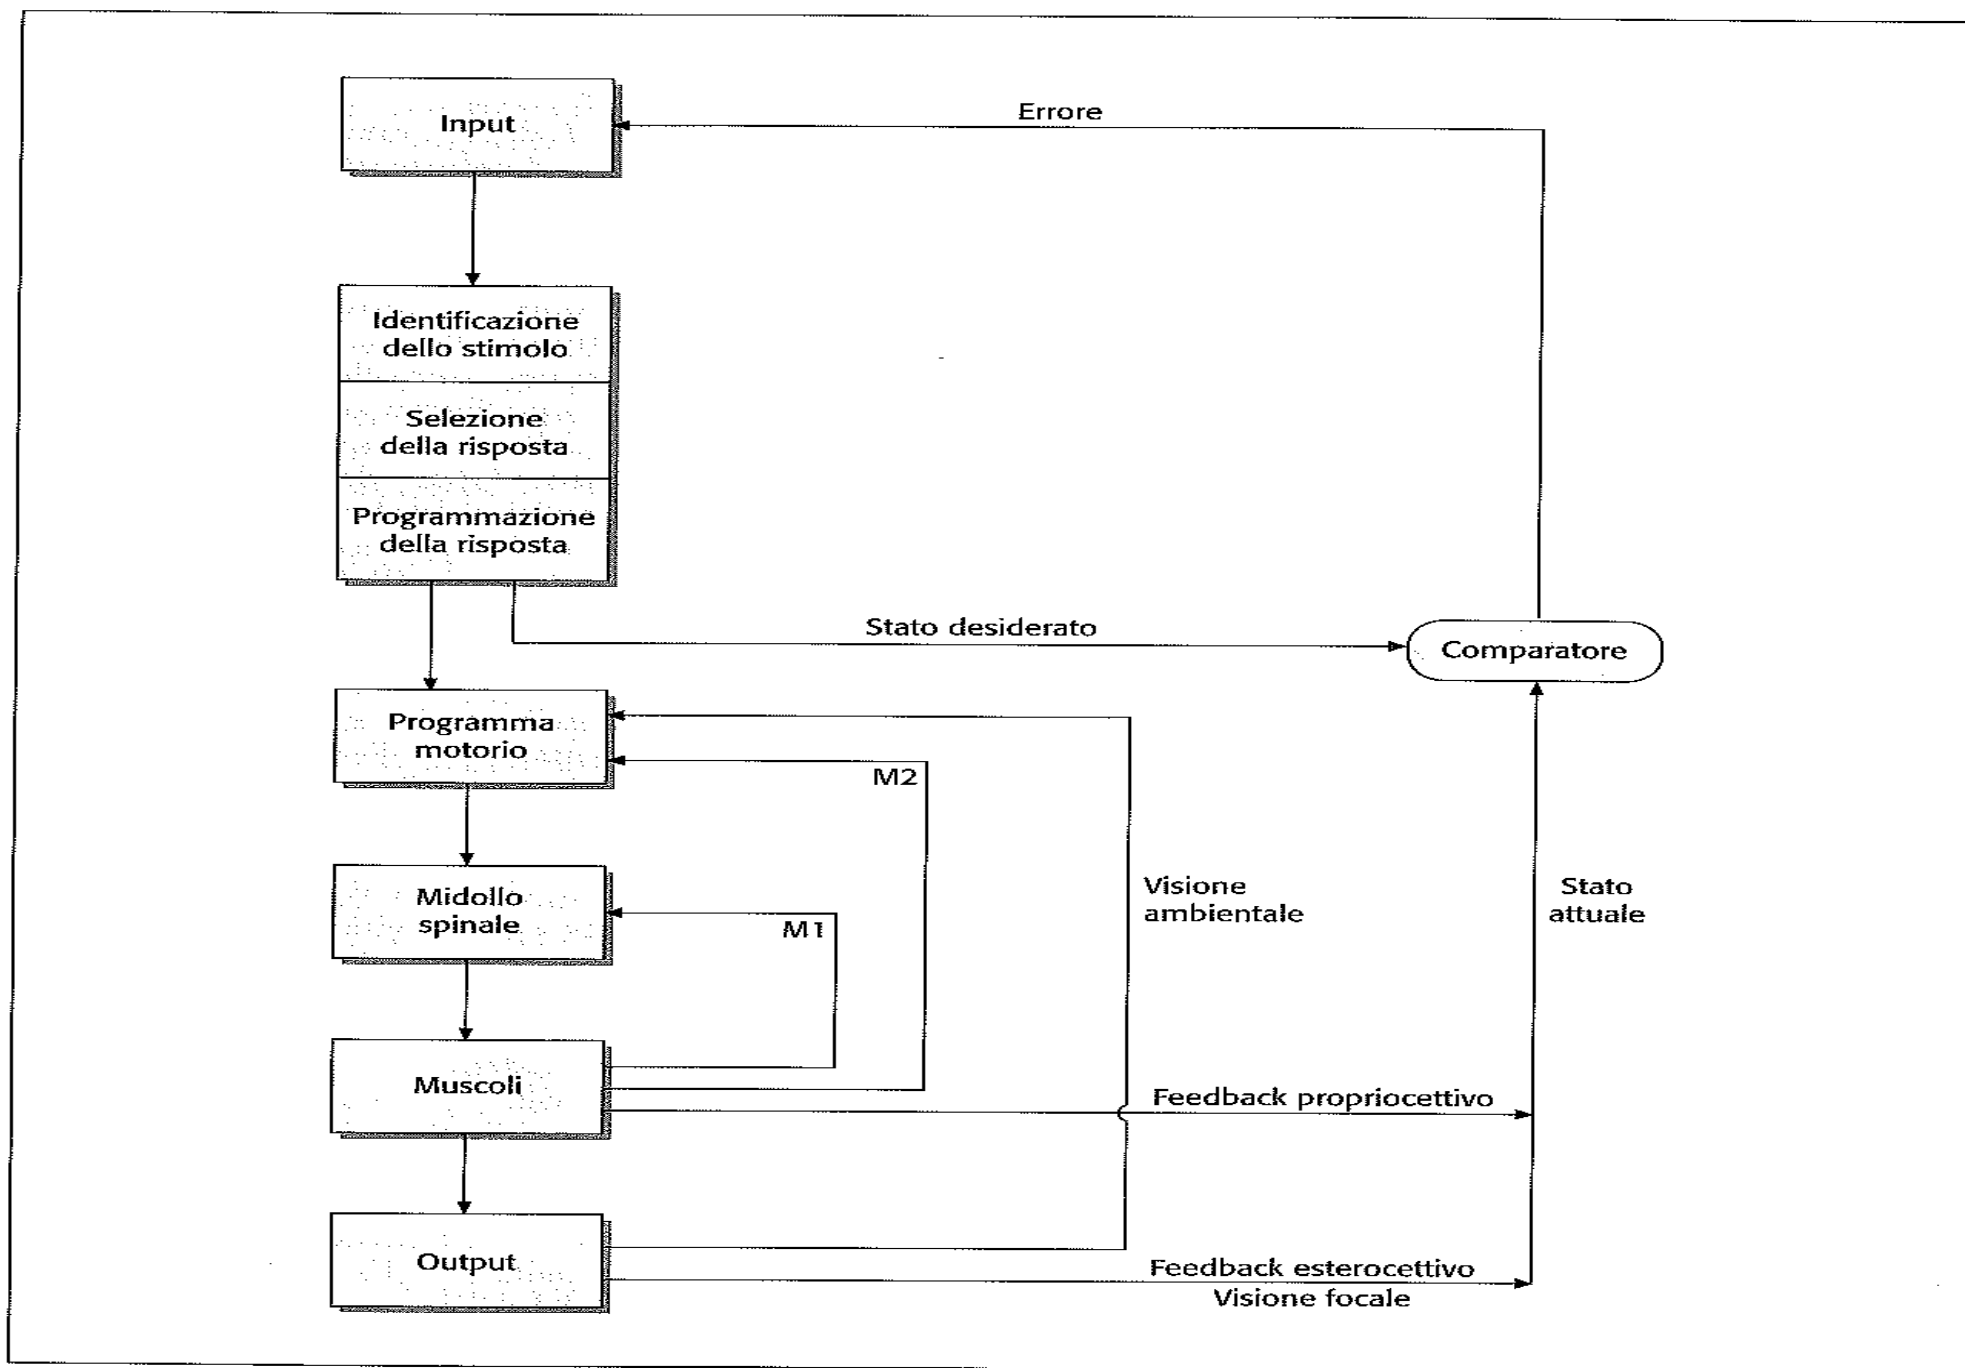 Input
Errore
Identificazione
dello stimolo
Selezione
della risposta
Programmazione
della risposta
Stato desiderato
Comparatore
Programma
motorio
M2
Midollo
spinale
M1
Visione
ambientale
Stato
attuale
Muscoli
Feedback propriocettivo
Output
Feedback esterocettivo
Visione focale